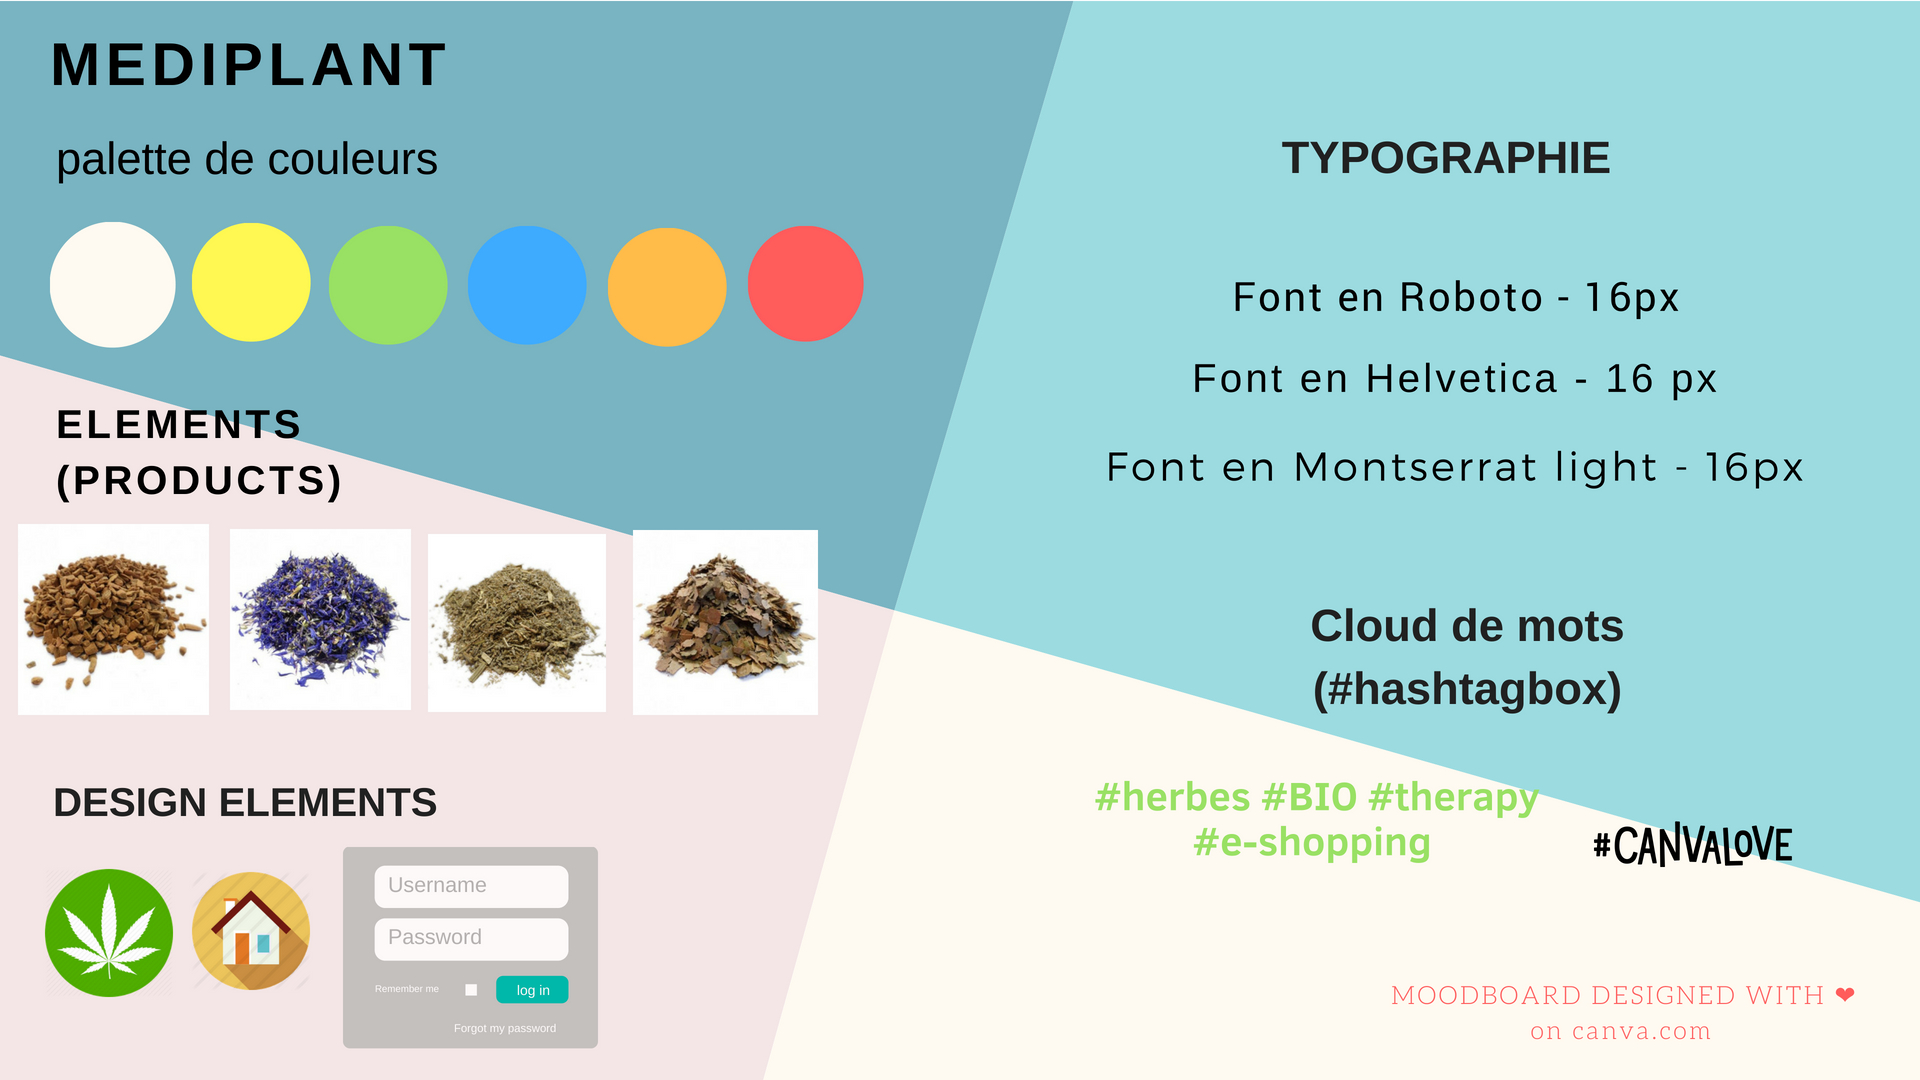 MEDIPLANT
palette de couleurs
ELEMENTS
(PRODUCTS)
DESIGN ELEMENTS
Username
Password
Remember me
log in
Forgot my password
TYPOGRAPHIE
Font en Roboto - 16px
Font en Helvetica - 16 px
Font en Montserrat light - 16px
Cloud de mots
(#hashtagbox)
#herbes #BIO #therapy
#e-shopping
#CANVALOVE
MOODBOARD DESIGNED WITH ❤
on canva.com